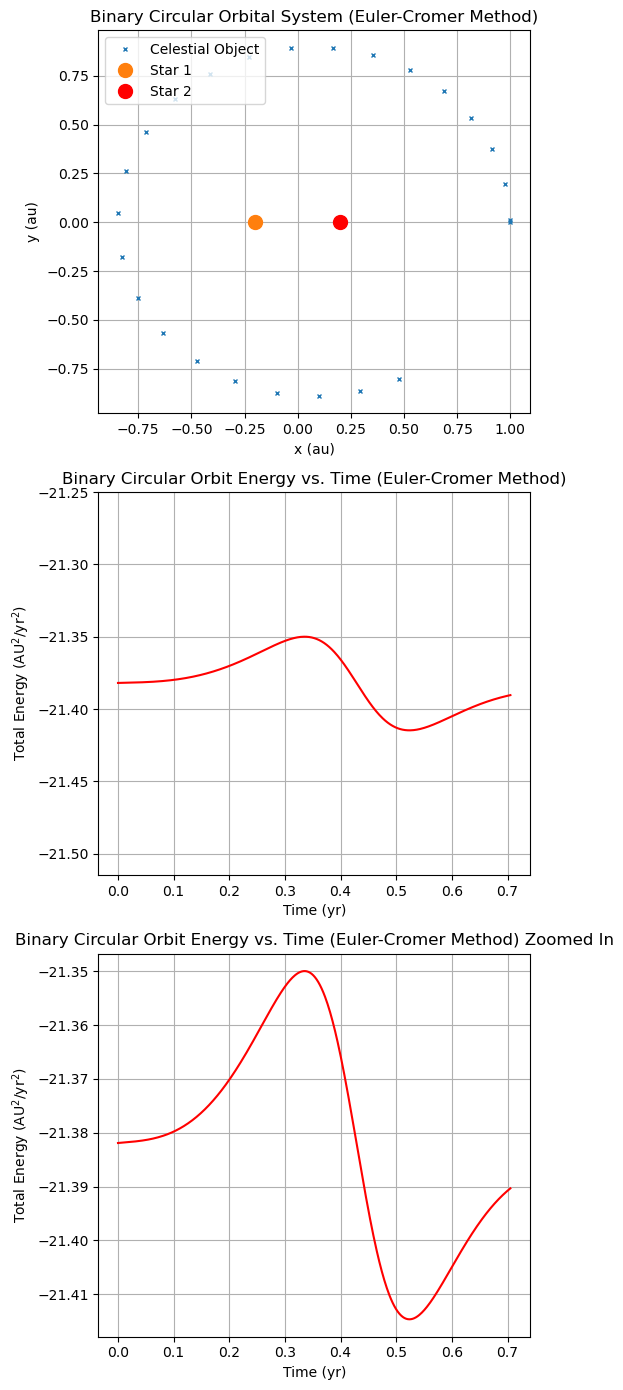 Binary Circular Orbital System (Euler-Cromer Method)
Celestial Object
Star 1
Star 2
0.75
0.50
0.25
0.00
−0.25
−0.50
−0.75
y (au)
−0.75 −0.50 −0.25 0.00 0.25 0.50 0.75 1.00
x (au)
Binary Circular Orbit Energy vs. Time (Euler-Cromer Method)
−21.25
−21.30
−21.35
−21.40
−21.45
−21.50
Total Energy (AU²/yr²)
0.0 0.1 0.2 0.3 0.4 0.5 0.6 0.7
Time (yr)
Binary Circular Orbit Energy vs. Time (Euler-Cromer Method) Zoomed In
−21.35
−21.36
−21.37
−21.38
−21.39
−21.40
−21.41
Total Energy (AU²/yr²)
0.0 0.1 0.2 0.3 0.4 0.5 0.6 0.7
Time (yr)